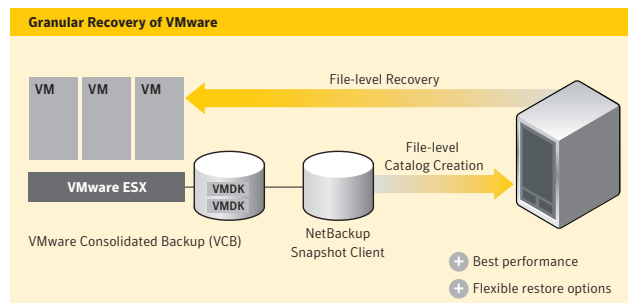 Granular Recovery of VMware
File-level Recovery
VM VM VM
File-level
Catalog Creation
VMware ESX
VMDK
VMDK
VMware Consolidated Backup (VCB)
NetBackup
Snapshot Client
+ Best performance
+ Flexible restore options